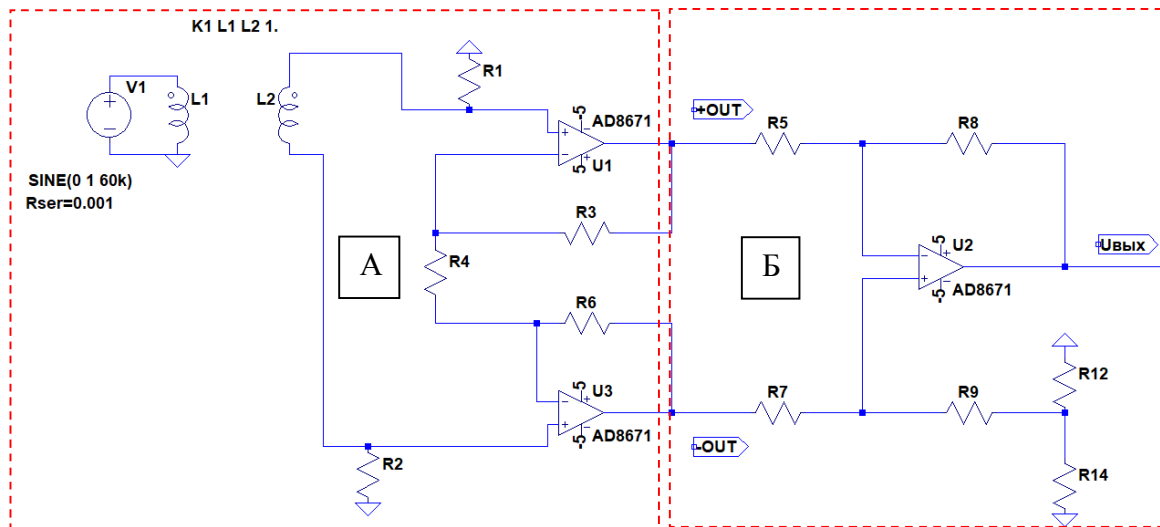 K1 L1 L2 1.
V1
L1
L2
SINE(0 1 60k)
Rser=0.001
R1
-5
AD8671
5
U1
R3
А
R4
R6
5
U3
AD8671
-5
R2
+OUT
R5
R8
Б
5
U2
-5
AD8671
Uвых
R7
R9
-OUT
R12
R14